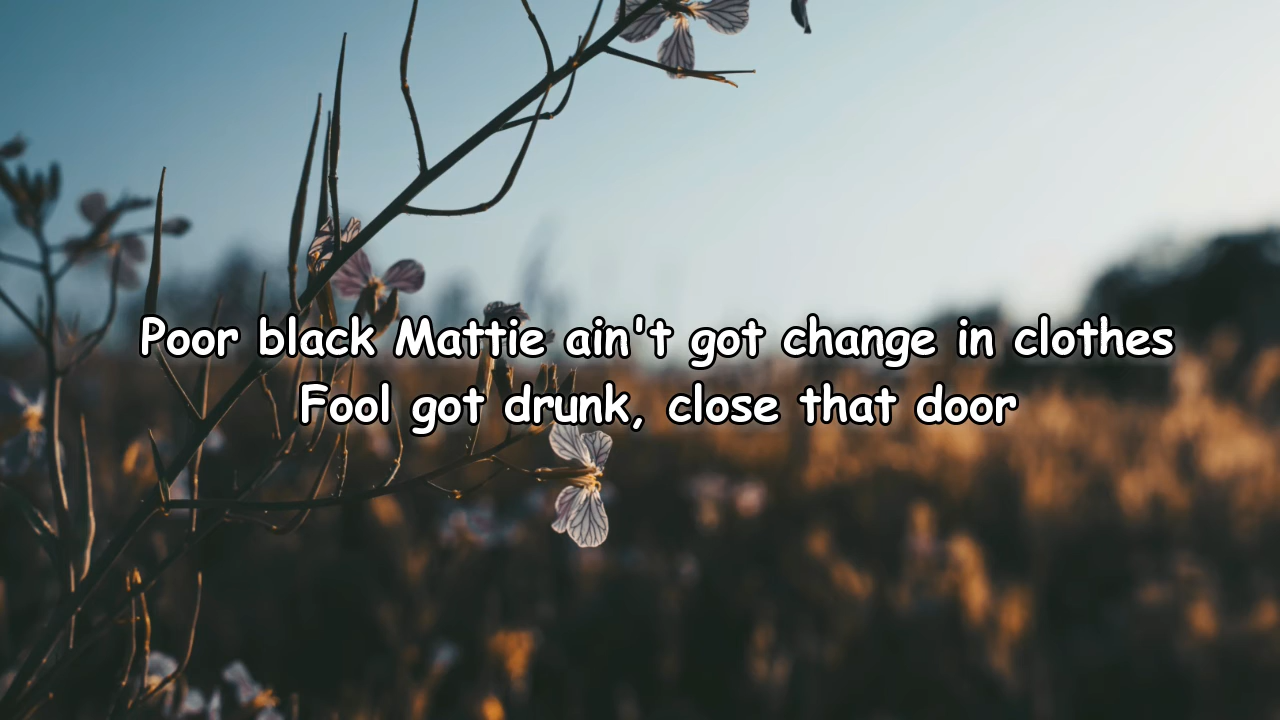 Poor black Mattie ain't got change in clothes
Fool got drunk, close that door